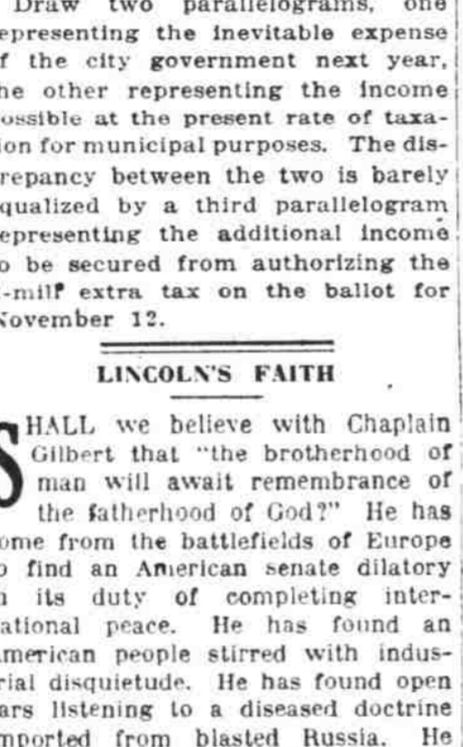 Draw two parallelograms, one
epresenting the inevitable expense
f the city government next year,
he other representing the income
ossible at the present rate of taxa-
ion for municipal purposes. The dis-
repancy between the two is barely
qualized by a third parallelogram
epresenting the additional income
o be secured from authorizing the
-mill extra tax on the ballot for
November 12.
LINCOLN'S FAITH
SHALL we believe with Chaplain
Gilbert that "the brotherhood of
man will await remembrance of
the fatherhood of God?" He has
ome from the battlefields of Europe
o find an American senate dilatory
n its duty of completing inter-
ational peace. He has found an
American people stirred with indus-
rial disquietude. He has found open
ars listening to a diseased doctrine
mported from blasted Russia. He